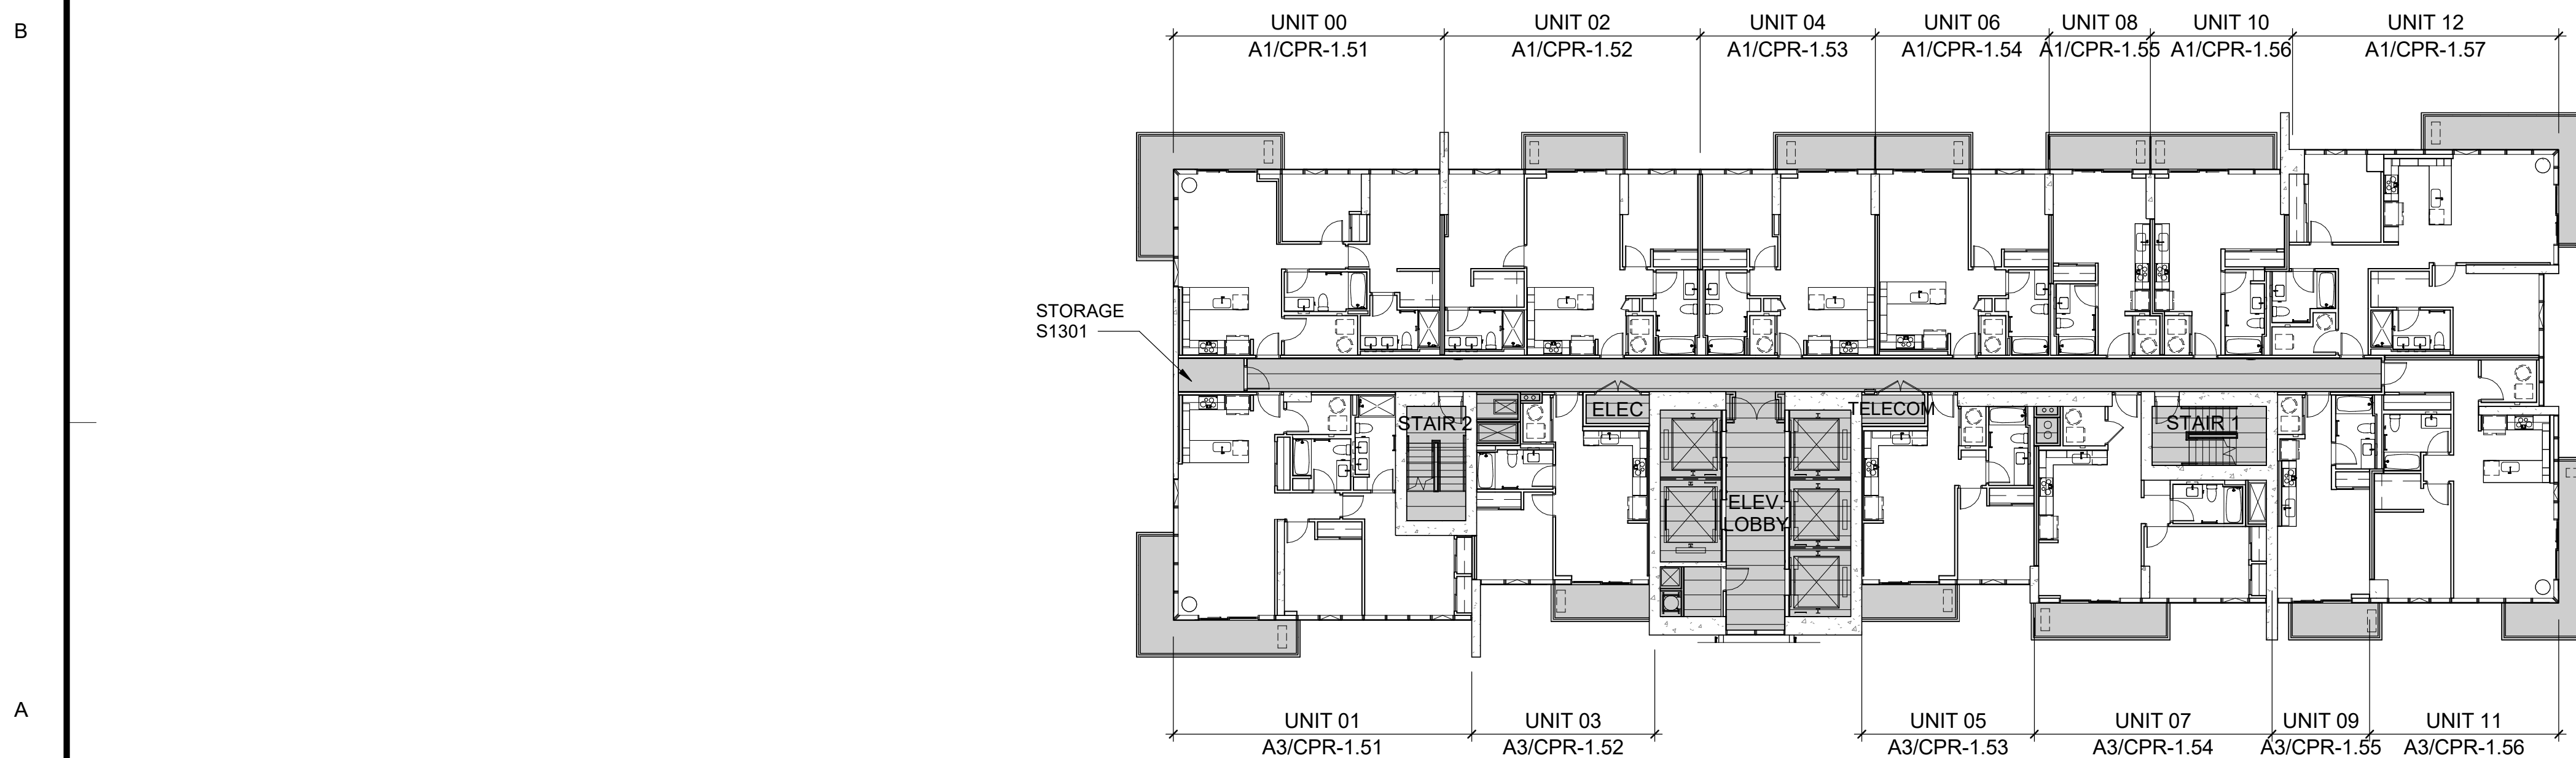 B
UNIT 00
A1/CPR-1.51
UNIT 02
A1/CPR-1.52
UNIT 04
A1/CPR-1.53
UNIT 06
A1/CPR-1.54
UNIT 08
A1/CPR-1.55
UNIT 10
A1/CPR-1.56
UNIT 12
A1/CPR-1.57
STORAGE
S1301
STAIR 2
ELEC
TELECOM
STAIR 1
ELEV.
LOBBY
A
UNIT 01
A3/CPR-1.51
UNIT 03
A3/CPR-1.52
UNIT 05
A3/CPR-1.53
UNIT 07
A3/CPR-1.54
UNIT 09
A3/CPR-1.55
UNIT 11
A3/CPR-1.56